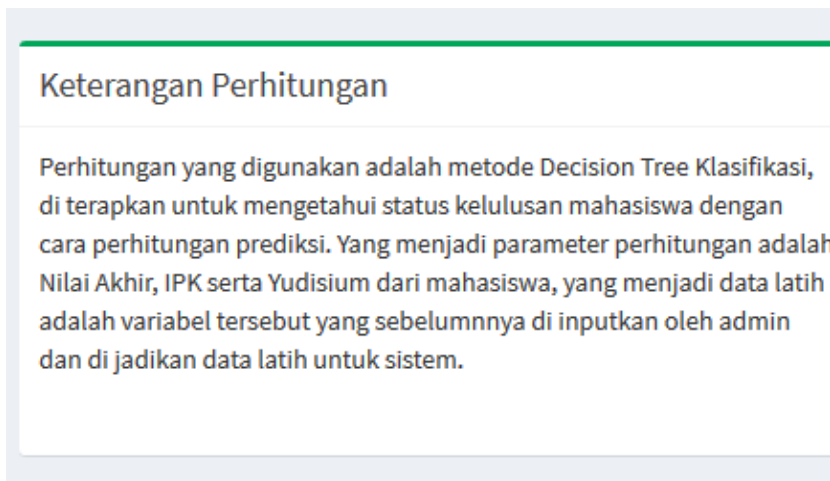 Keterangan Perhitungan
Perhitungan yang digunakan adalah metode Decision Tree Klasifikasi,
di terapkan untuk mengetahui status kelulusan mahasiswa dengan
cara perhitungan prediksi. Yang menjadi parameter perhitungan adalah
Nilai Akhir, IPK serta Yudisium dari mahasiswa, yang menjadi data latih
adalah variabel tersebut yang sebelumnnya di inputkan oleh admin
dan di jadikan data latih untuk sistem.